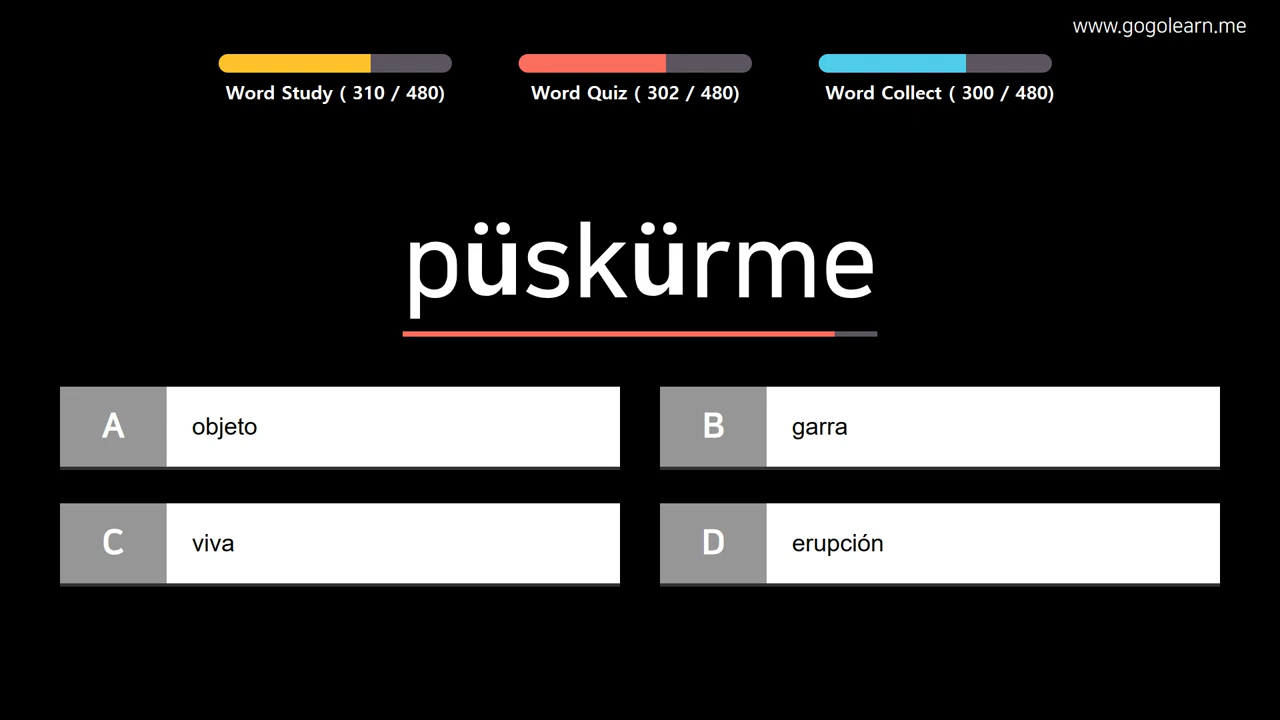 www.gogolearn.me
Word Study ( 310 / 480)
Word Quiz ( 302 / 480)
Word Collect ( 300 / 480)
püskürme
A objeto
B garra
C viva
D erupción